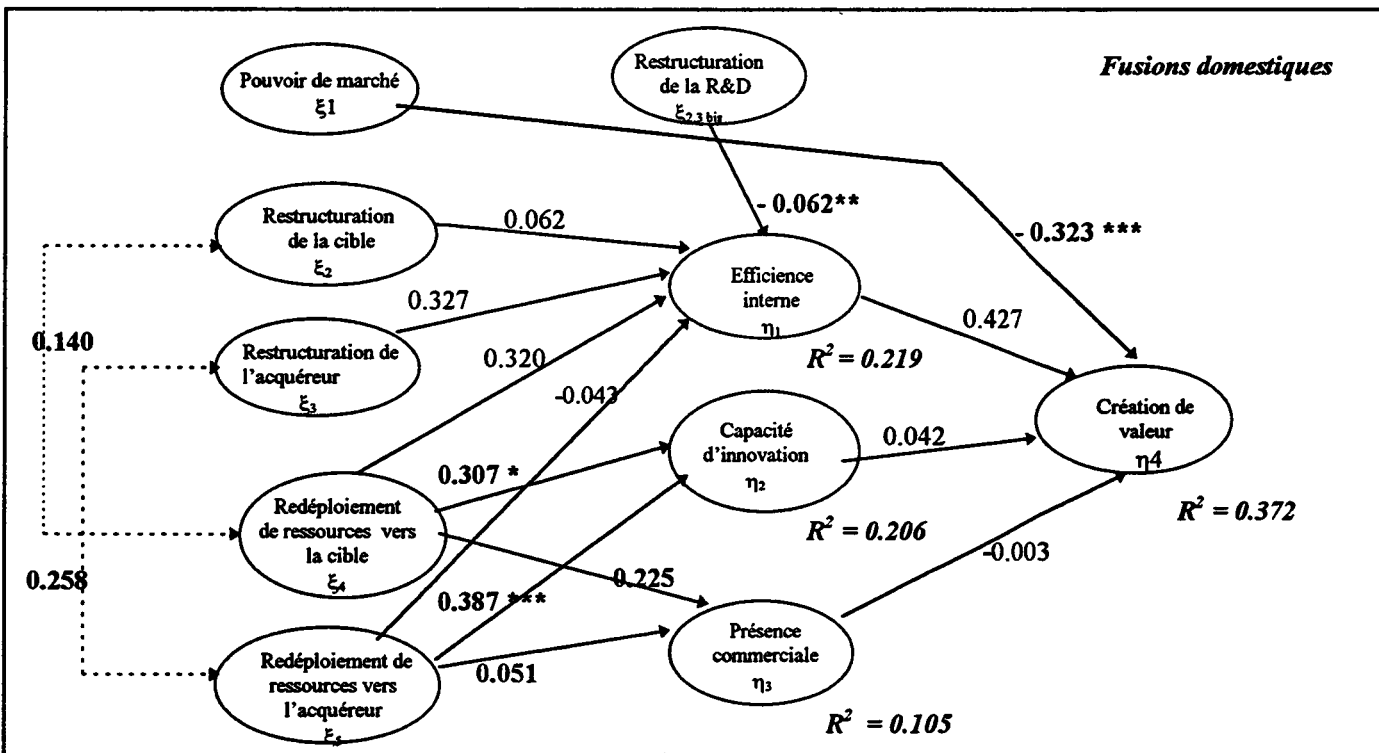 Fusions domestiques
Pouvoir de marché
ξ1
Restructuration
de la R&D
ξ2.3 bis
Restructuration
de la cible
ξ2
0.062
- 0.062**
- 0.323 ***
Efficience
interne
η1
R² = 0.219
0.327
0.427
0.140
Restructuration de
l'acquéreur
ξ3
0.320
-0.043
Création de
valeur
η4
R² = 0.372
Capacité
d'innovation
η2
R² = 0.206
0.042
0.307 *
Redéploiement
de ressources vers
la cible
ξ4
0.225
-0.003
0.258
0.387 ***
Redéploiement de
ressources vers
l'acquéreur
ξ5
0.051
Présence
commerciale
η3
R² = 0.105